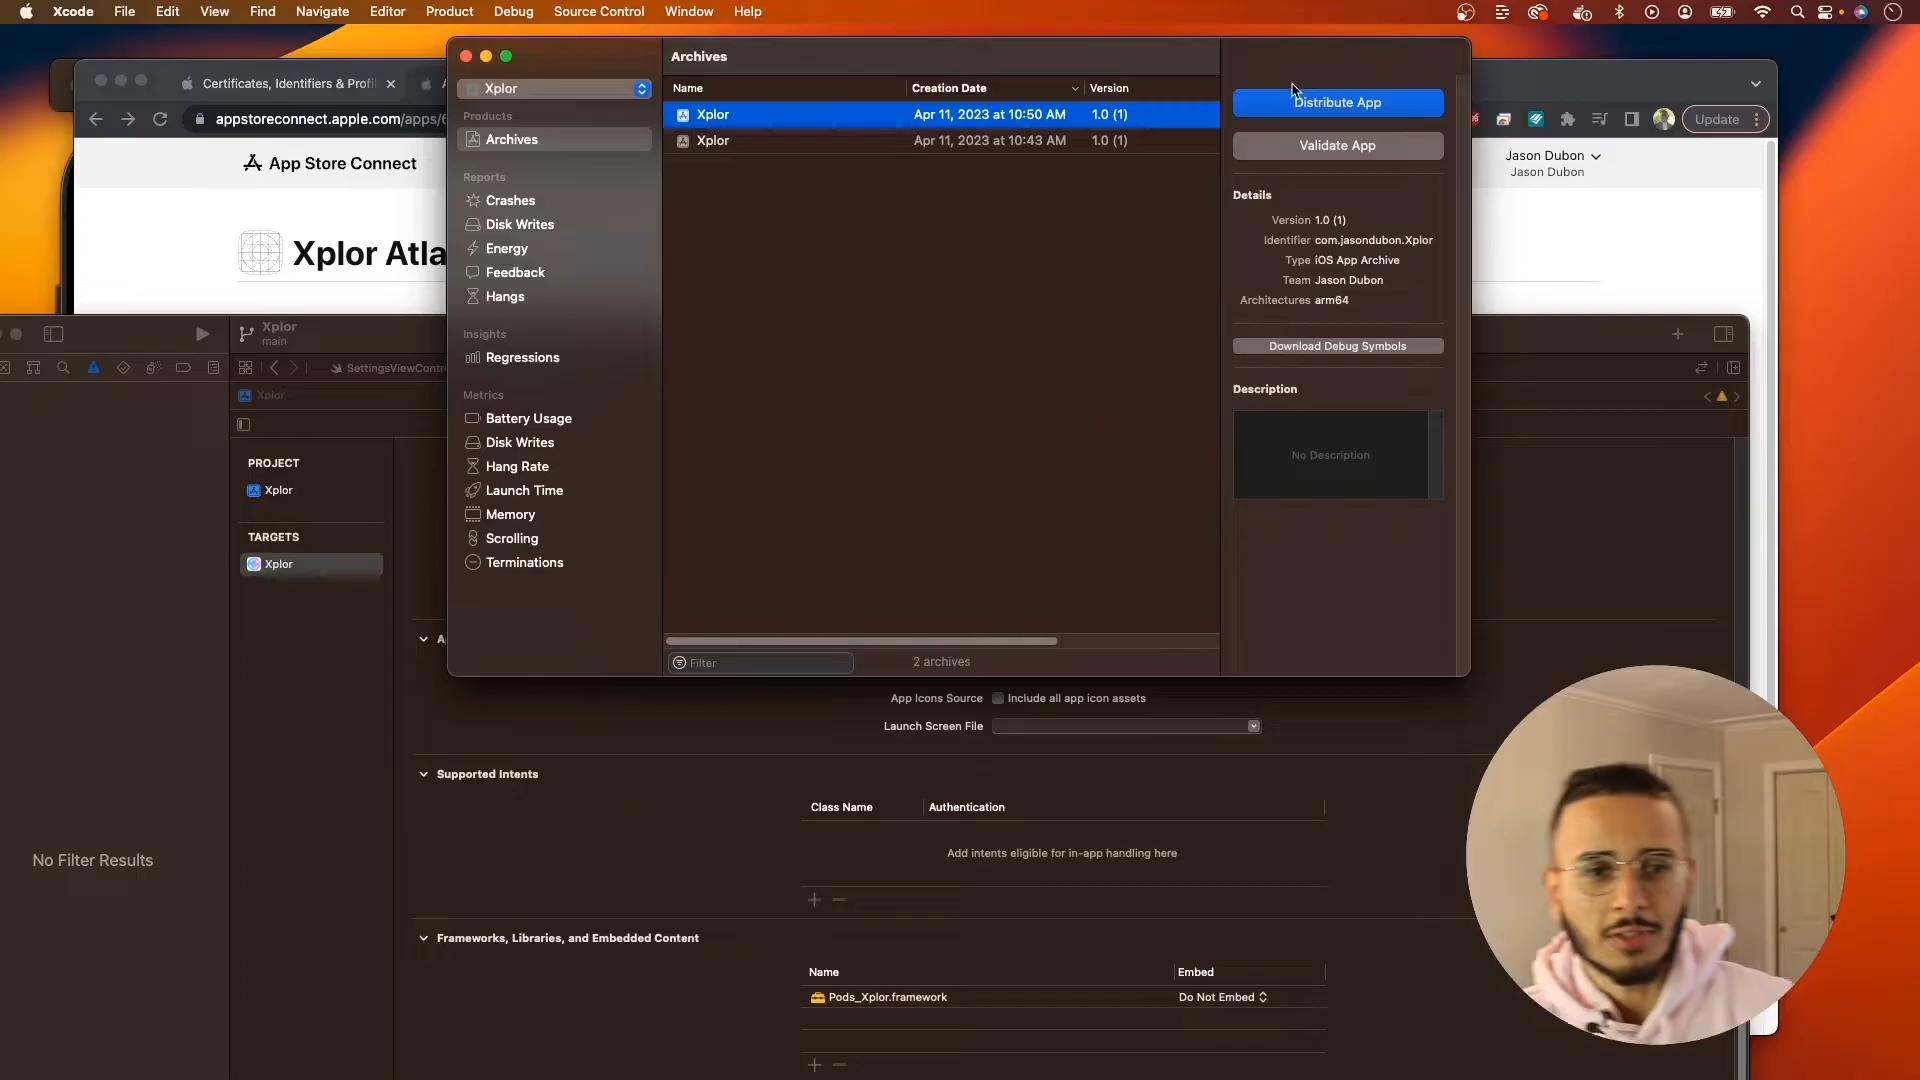 Xcode File Edit View Find Navigate Editor Product Debug Source Control Window Help
Certificates, Identifiers & Profi
appstoreconnect.apple.com/apps/6
Update
App Store Connect
Jason Dubon
Jason Dubon
Xplor Atla
Xplor
Products
Archives
Reports
Crashes
Disk Writes
Energy
Feedback
Hangs
Insights
Regressions
Metrics
Battery Usage
Disk Writes
Hang Rate
Launch Time
Memory
Scrolling
Terminations
Archives
Name Creation Date Version
Xplor Apr 11, 2023 at 10:50 AM 1.0 (1)
Xplor Apr 11, 2023 at 10:43 AM 1.0 (1)
Filter
2 archives
Distribute App
Validate App
Details
Version 1.0 (1)
Identifier com.jasondubon.Xplor
Type iOS App Archive
Team Jason Dubon
Architectures arm64
Download Debug Symbols
Description
No Description
Xplor
main
SettingsViewContr
Xplor
PROJECT
Xplor
TARGETS
Xplor
No Filter Results
A
App Icons Source Include all app icon assets
Launch Screen File
Supported Intents
Class Name Authentication
Add intents eligible for in-app handling here
Frameworks, Libraries, and Embedded Content
Name Embed
Pods_Xplor.framework Do Not Embed